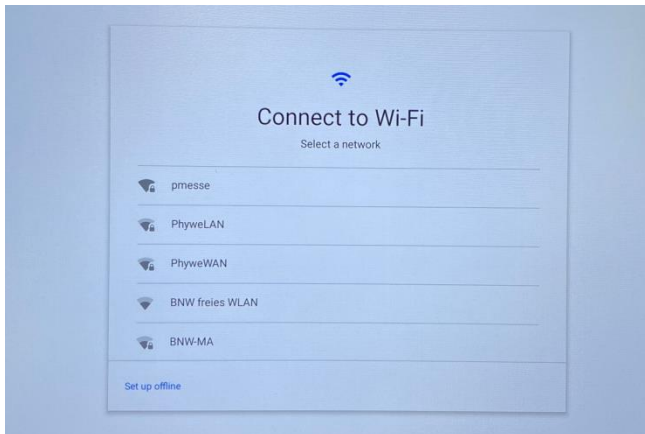 Connect to Wi-Fi
Select a network
pmesse
PhyweLAN
PhyweWAN
BNW freies WLAN
BNW-MA
Set up offline